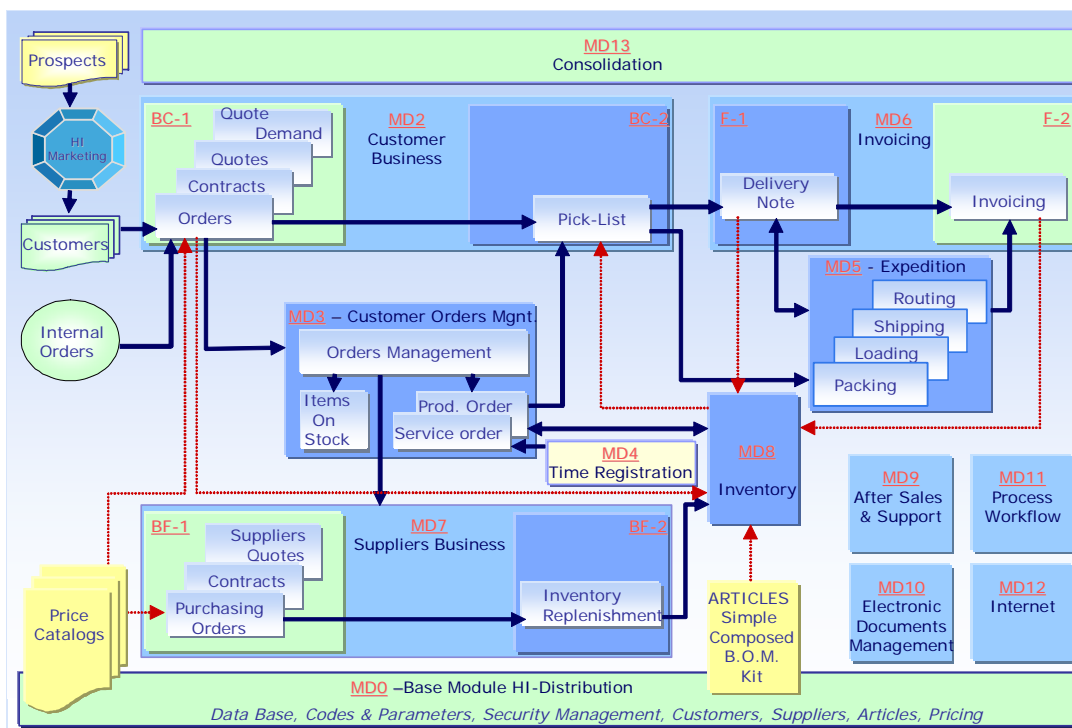 Prospects
MD13
Consolidation
HI
Marketing
Customers
Internal
Orders
BC-1
Quote
Demand
Quotes
Contracts
Orders
MD2
Customer
Business
BC-2
Pick-List
F-1
MD6
Invoicing
F-2
Delivery
Note
Invoicing
MD5 - Expedition
Routing
Shipping
Loading
Packing
MD3 – Customer Orders Mgnt.
Orders Management
Items
On
Stock
Prod. Order
Service order
MD4
Time Registration
MD8
Inventory
MD9
After Sales
& Support
MD11
Process
Workflow
MD10
Electronic
Documents
Management
MD12
Internet
BF-1
Suppliers
Quotes
Contracts
Purchasing
Orders
MD7
Suppliers Business
BF-2
Inventory
Replenishment
Price
Catalogs
ARTICLES
Simple
Composed
B.O.M.
Kit
MD0 –Base Module HI-Distribution
Data Base, Codes & Parameters, Security Management, Customers, Suppliers, Articles, Pricing